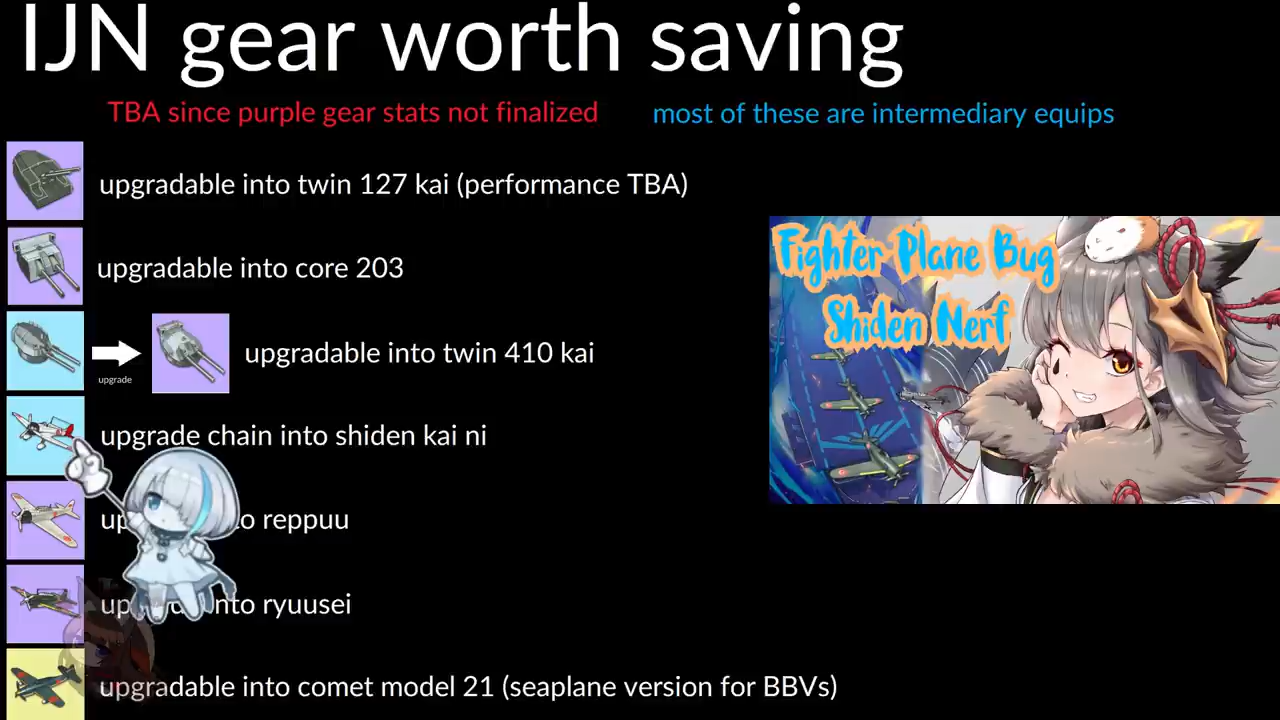 IJN gear worth saving
TBA since purple gear stats not finalized
most of these are intermediary equips
upgradable into twin 127 kai (performance TBA)
upgradable into core 203
upgrade
upgradable into twin 410 kai
upgrade chain into shiden kai ni
reppuu
into ryuusei
upgradable into comet model 21 (seaplane version for BBVs)
Fighter Plane Bug
Shiden Nerf